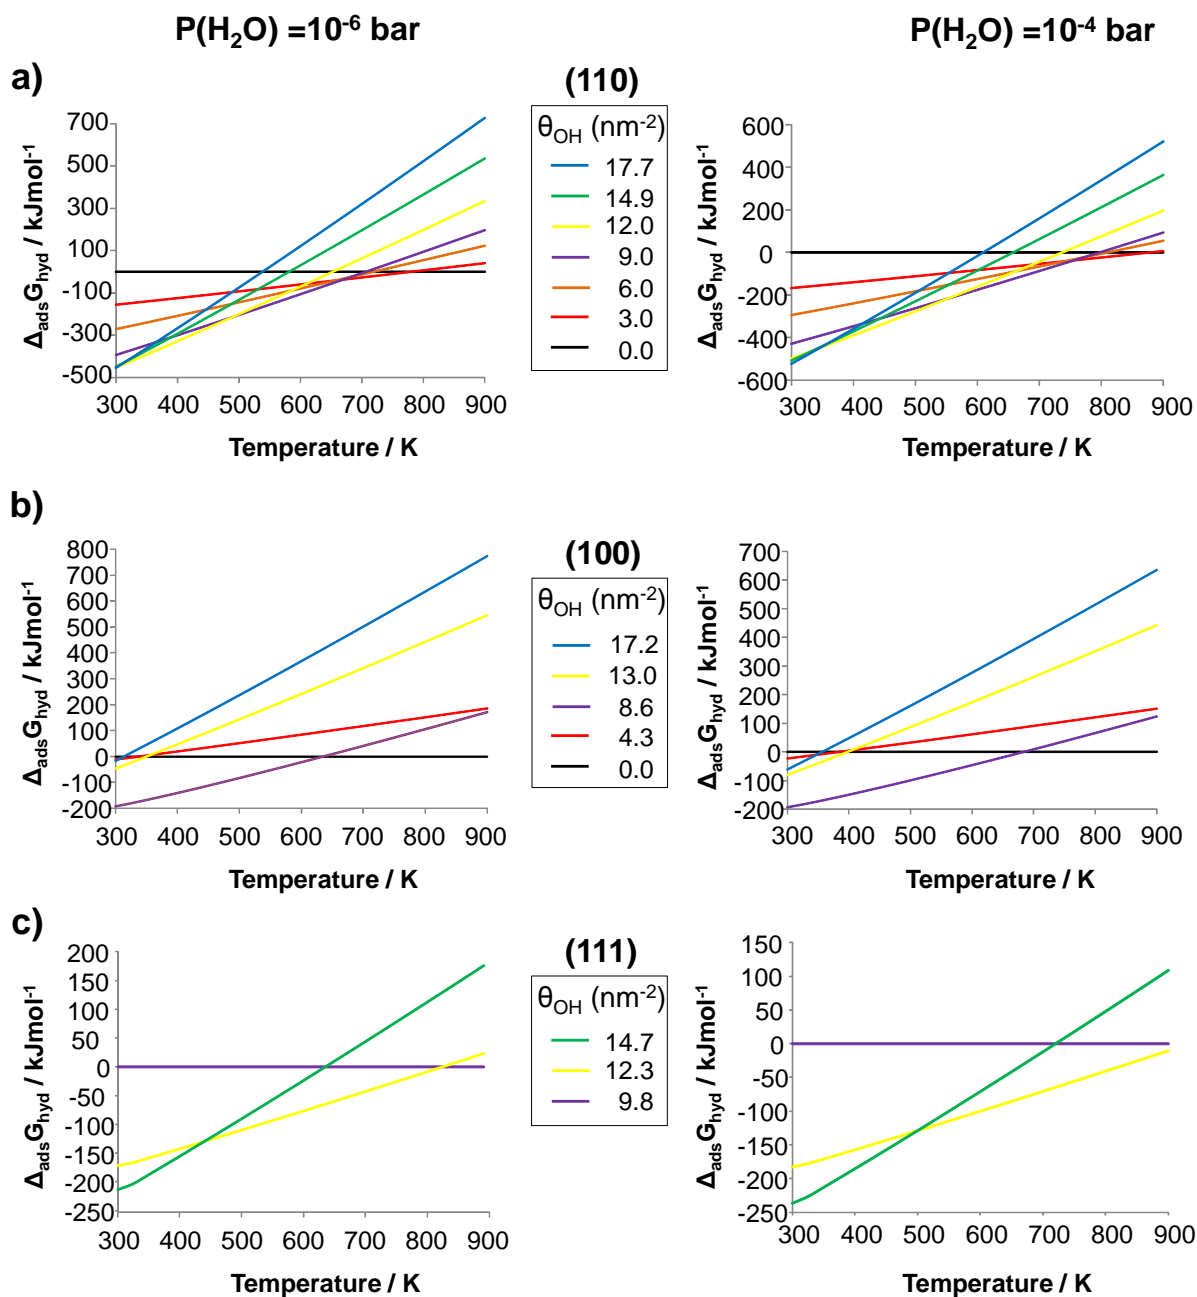 P(H₂O) =10⁻⁶ bar
P(H₂O) =10⁻⁴ bar
a)
(110)
θOH (nm⁻²)
17.7
14.9
12.0
9.0
6.0
3.0
0.0
ΔadsGhyd / kJmol⁻¹
700
500
300
100
-100
-300
-500
300 400 500 600 700 800 900
Temperature / K
ΔadsGhyd / kJmol⁻¹
600
400
200
0
-200
-400
-600
300 400 500 600 700 800 900
Temperature / K
b)
(100)
θOH (nm⁻²)
17.2
13.0
8.6
4.3
0.0
ΔadsGhyd / kJmol⁻¹
800
700
600
500
400
300
200
100
0
-100
-200
300 400 500 600 700 800 900
Temperature / K
ΔadsGhyd / kJmol⁻¹
700
600
500
400
300
200
100
0
-100
-200
300 400 500 600 700 800 900
Temperature / K
c)
(111)
θOH (nm⁻²)
14.7
12.3
9.8
ΔadsGhyd / kJmol⁻¹
200
150
100
50
0
-50
-100
-150
-200
-250
300 400 500 600 700 800 900
Temperature / K
ΔadsGhyd / kJmol⁻¹
150
100
50
0
-50
-100
-150
-200
-250
300 400 500 600 700 800 900
Temperature / K